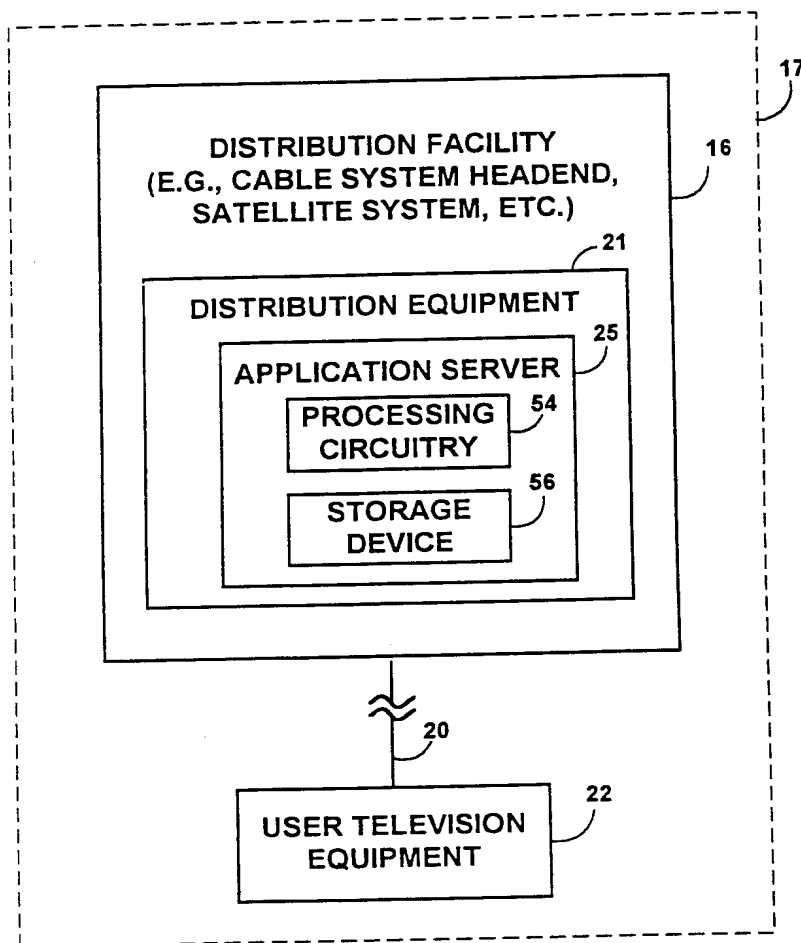 17
DISTRIBUTION FACILITY
(E.G., CABLE SYSTEM HEADEND,
SATELLITE SYSTEM, ETC.)
16
21
DISTRIBUTION EQUIPMENT
25
APPLICATION SERVER
PROCESSING
CIRCUITRY
54
STORAGE
DEVICE
56
20
USER TELEVISION
EQUIPMENT
22